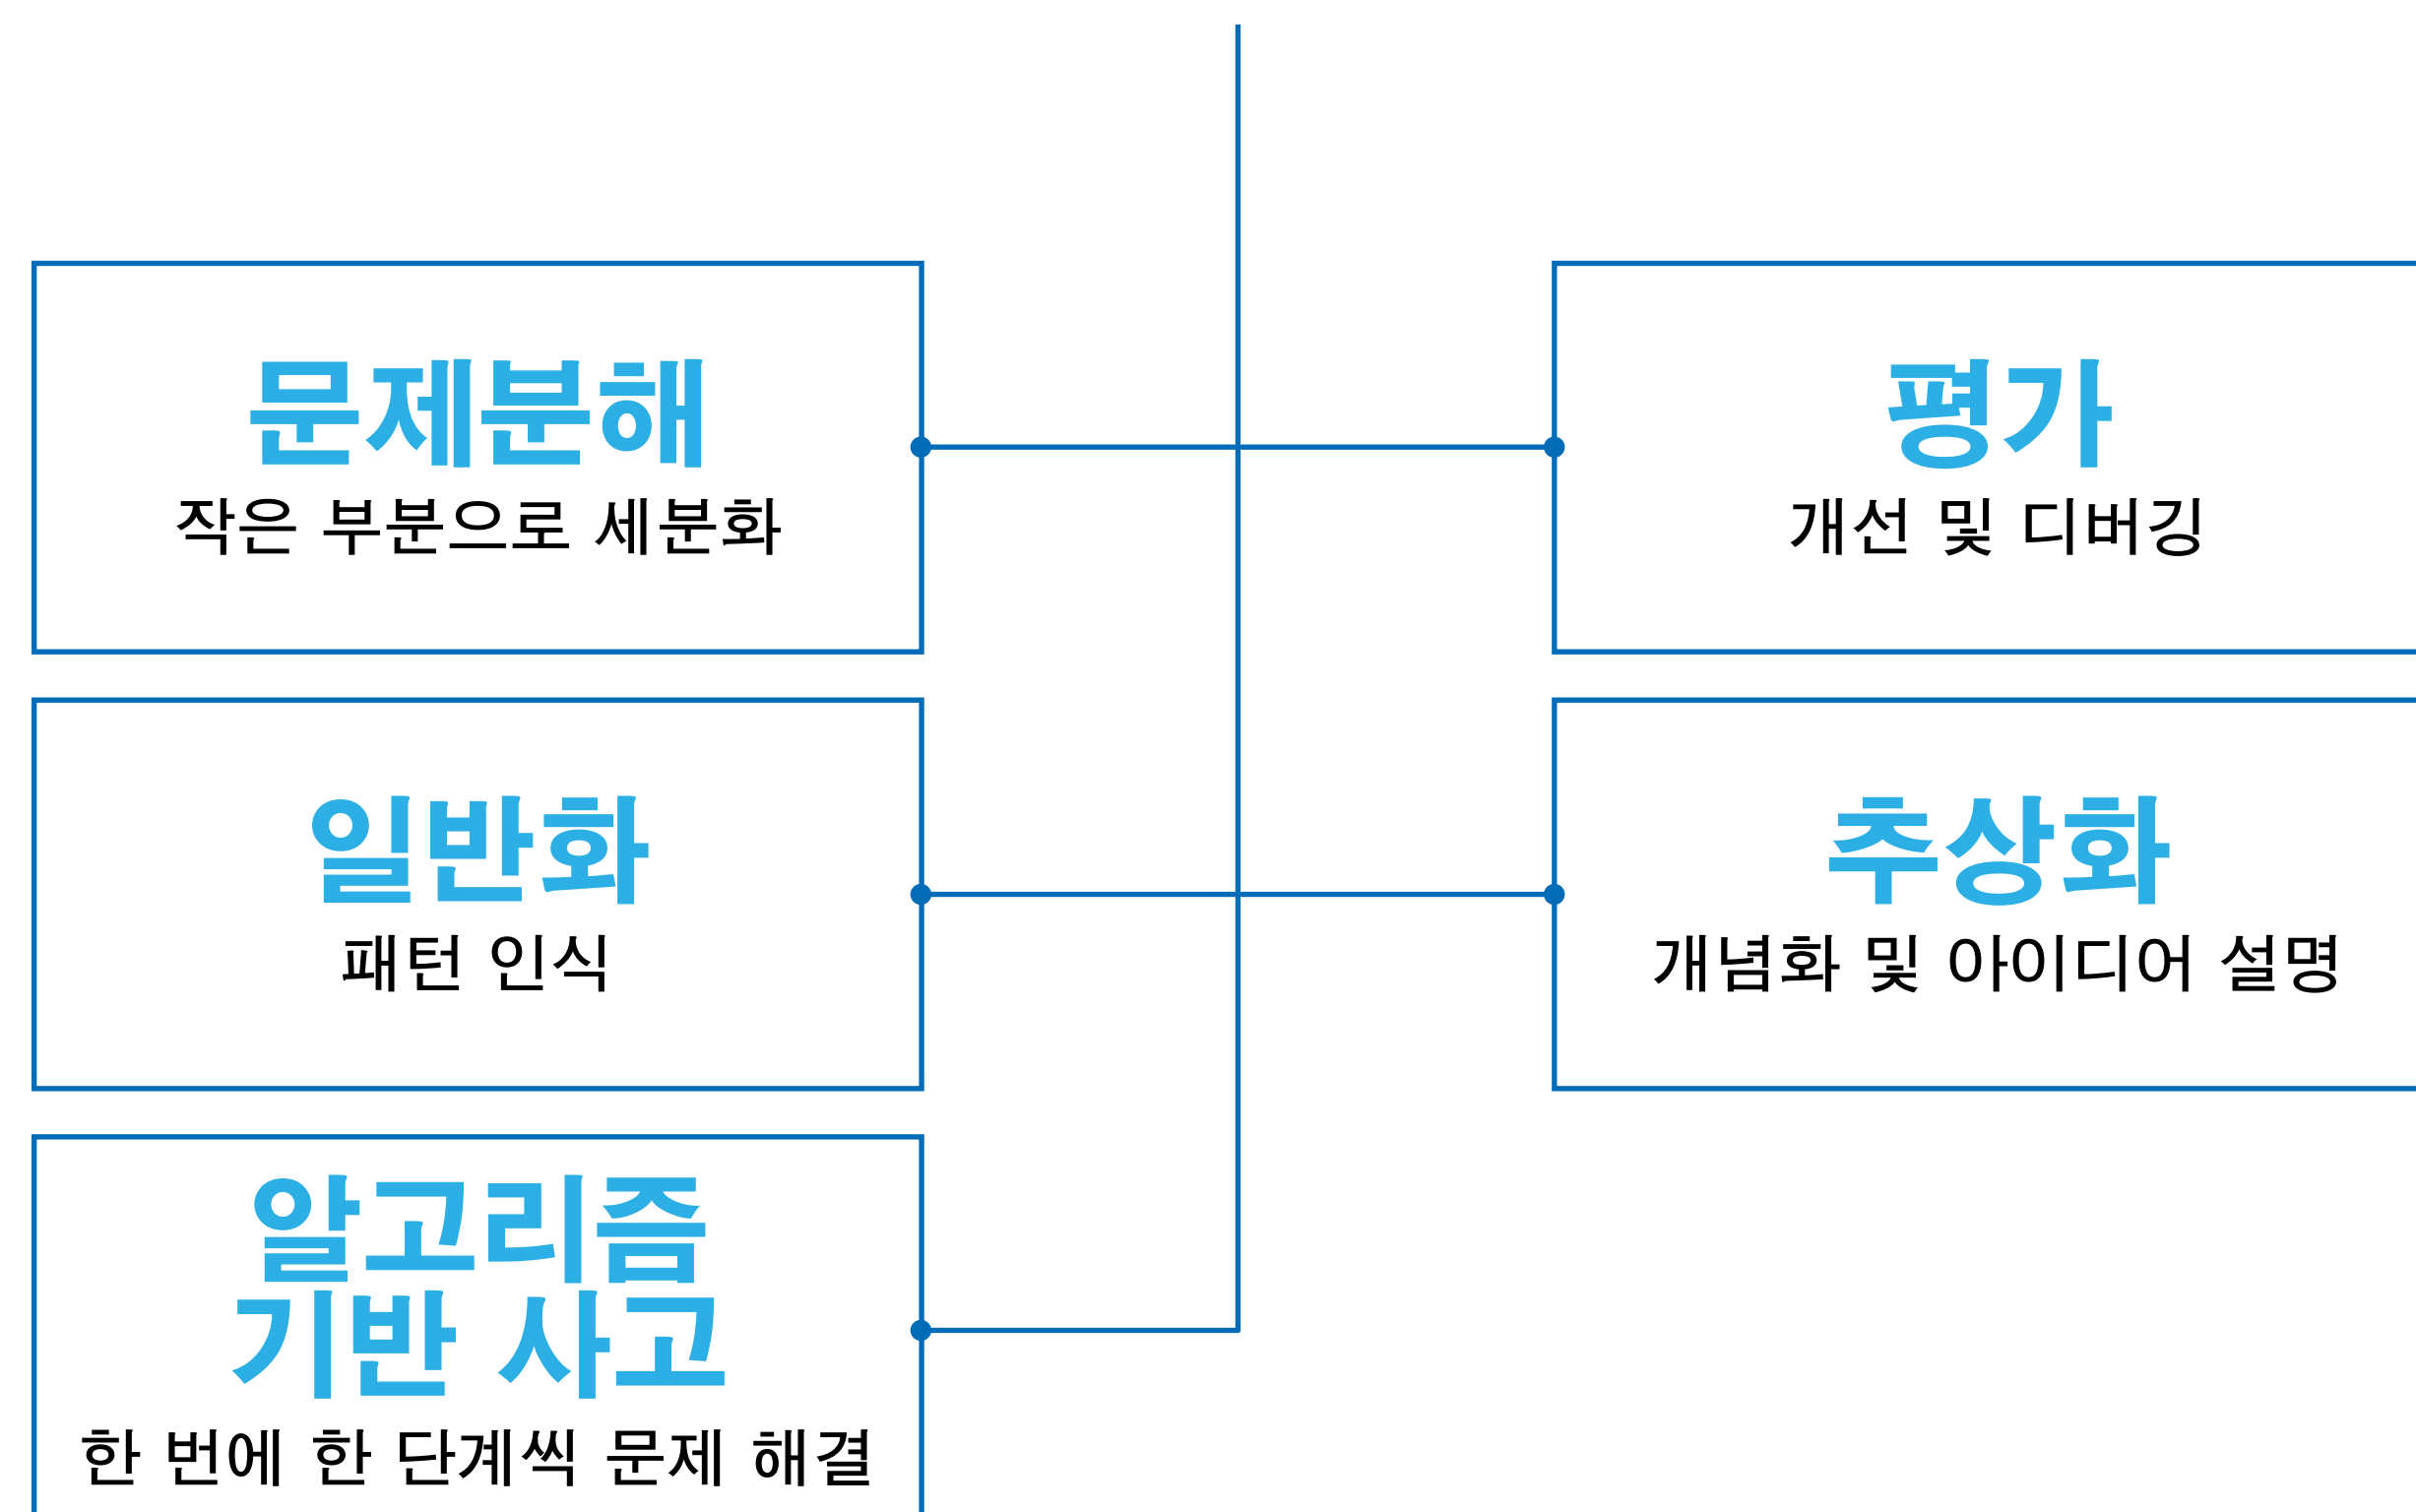 문제분해
작은 부분으로 세분화
평가
개선 및 디버깅
일반화
패턴 인식
추상화
개념화 및 아이디어 설명
알고리즘
기반 사고
한 번에 한 단계씩 문제 해결